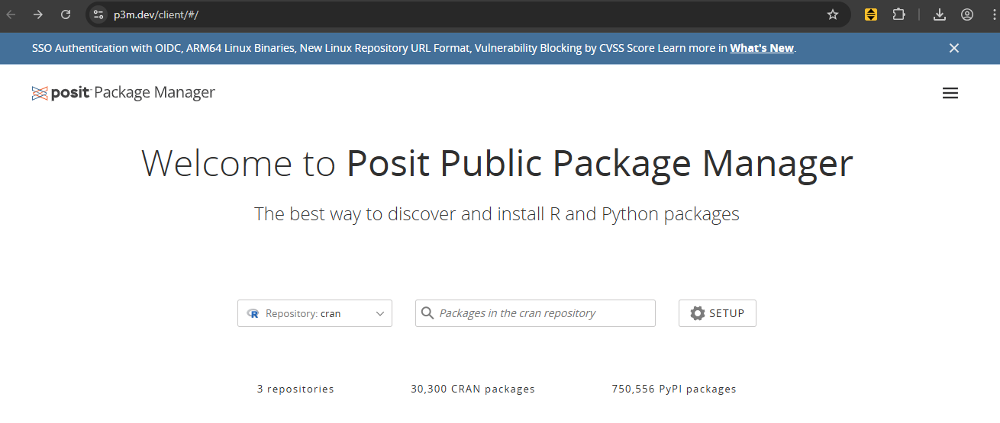 p3m.dev/client/#/
SSO Authentication with OIDC, ARM64 Linux Binaries, New Linux Repository URL Format, Vulnerability Blocking by CVSS Score Learn more in What's New.
posit Package Manager
Welcome to Posit Public Package Manager
The best way to discover and install R and Python packages
R Repository: cran
Packages in the cran repository
SETUP
3 repositories
30,300 CRAN packages
750,556 PyPI packages